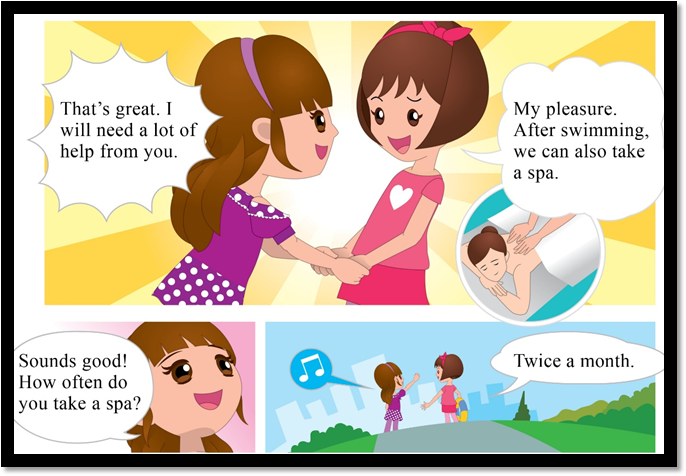 That's great. I
will need a lot of
help from you.
My pleasure.
After swimming,
we can also take
a spa.
Sounds good!
How often do
you take a spa?
Twice a month.